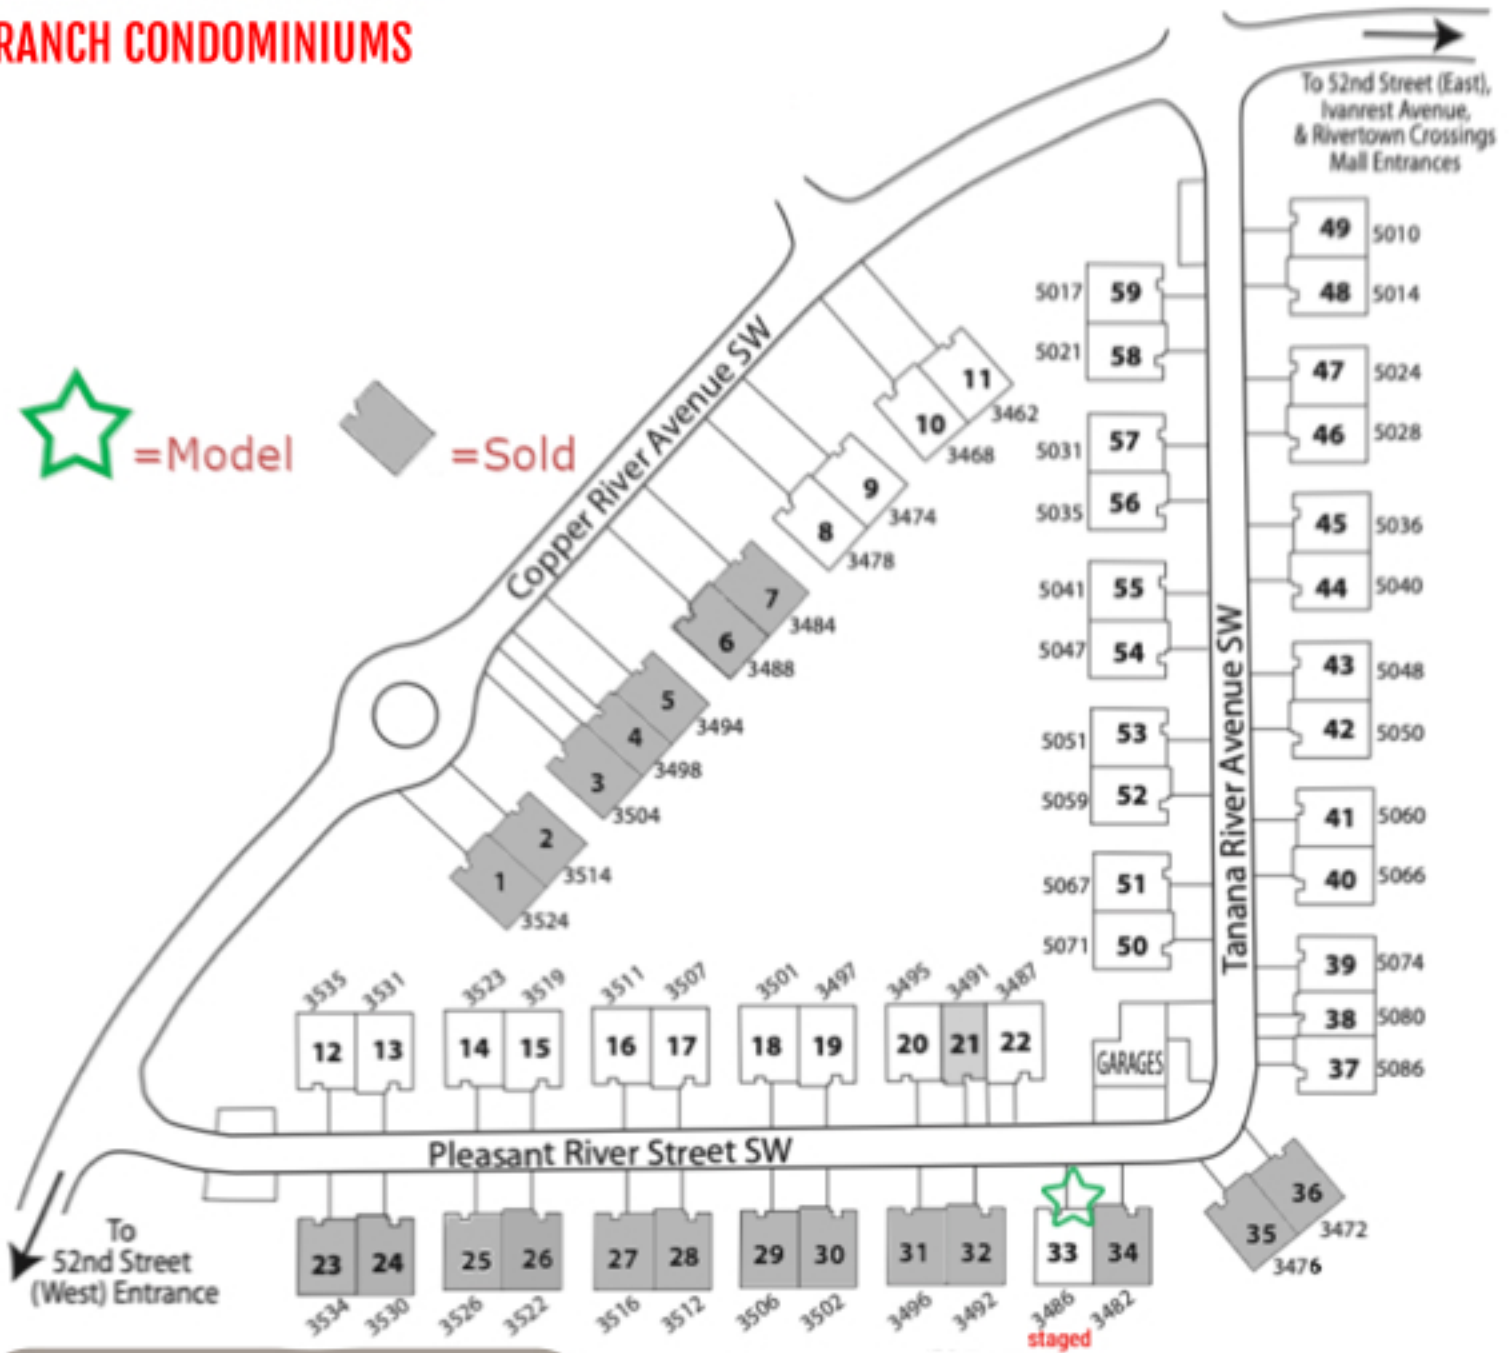 RANCH CONDOMINIUMS
To 52nd Street (East),
Ivanrest Avenue,
& Rivertown Crossings
Mall Entrances
=Model
=Sold
Copper River Avenue SW
11
3462
10
3468
9
3474
8
3478
7
3484
6
3488
5
3494
4
3498
3
3504
2
3514
1
3524
5017 59
5021 58
5031 57
5035 56
5041 55
5047 54
5051 53
5059 52
5067 51
5071 50
Tanana River Avenue SW
49 5010
48 5014
47 5024
46 5028
45 5036
44 5040
43 5048
42 5050
41 5060
40 5066
39 5074
38 5080
37 5086
3535 3531 3523 3519 3511 3507 3501 3497 3495 3491 3487
12 13 14 15 16 17 18 19 20 21 22
GARAGES
Pleasant River Street SW
23 24 25 26 27 28 29 30 31 32 33 34 35 36
3534 3530 3526 3522 3516 3512 3506 3502 3496 3492 3486 3482 3476 3472
staged
To
52nd Street
(West) Entrance